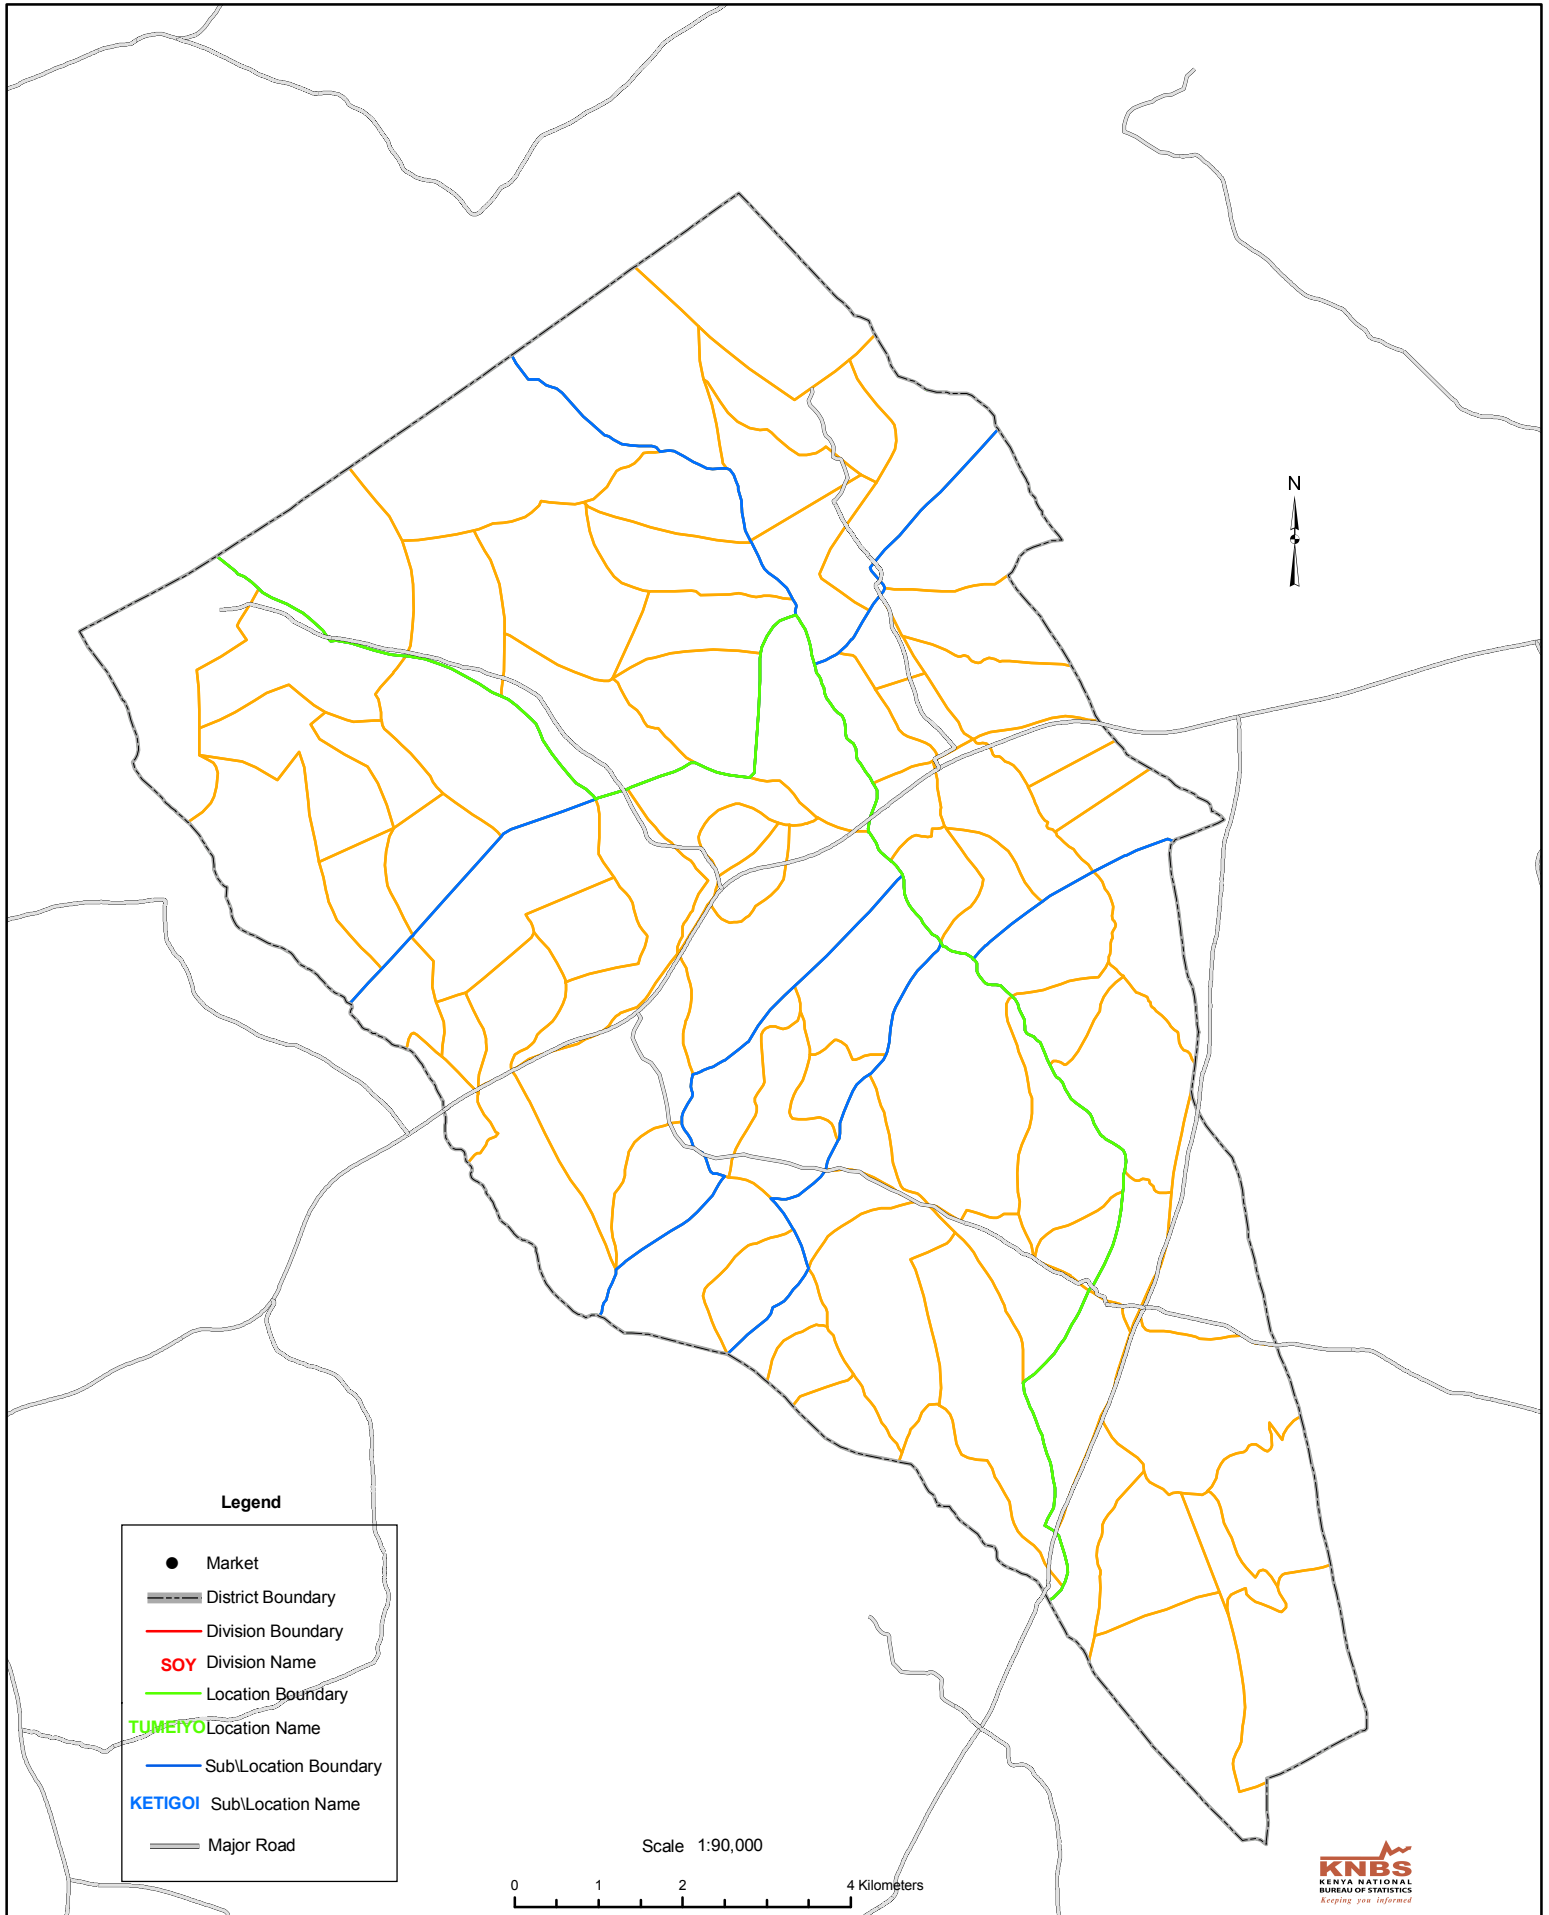 N
Legend
Market
District Boundary
Division Boundary
SOY Division Name
Location Boundary
TUMEIYO Location Name
Sub\Location Boundary
KETIGOI Sub\Location Name
Major Road
Scale 1:90,000
0 1 2 4 Kilometers
KNBS
KENYA NATIONAL
BUREAU OF STATISTICS
Keeping you informed